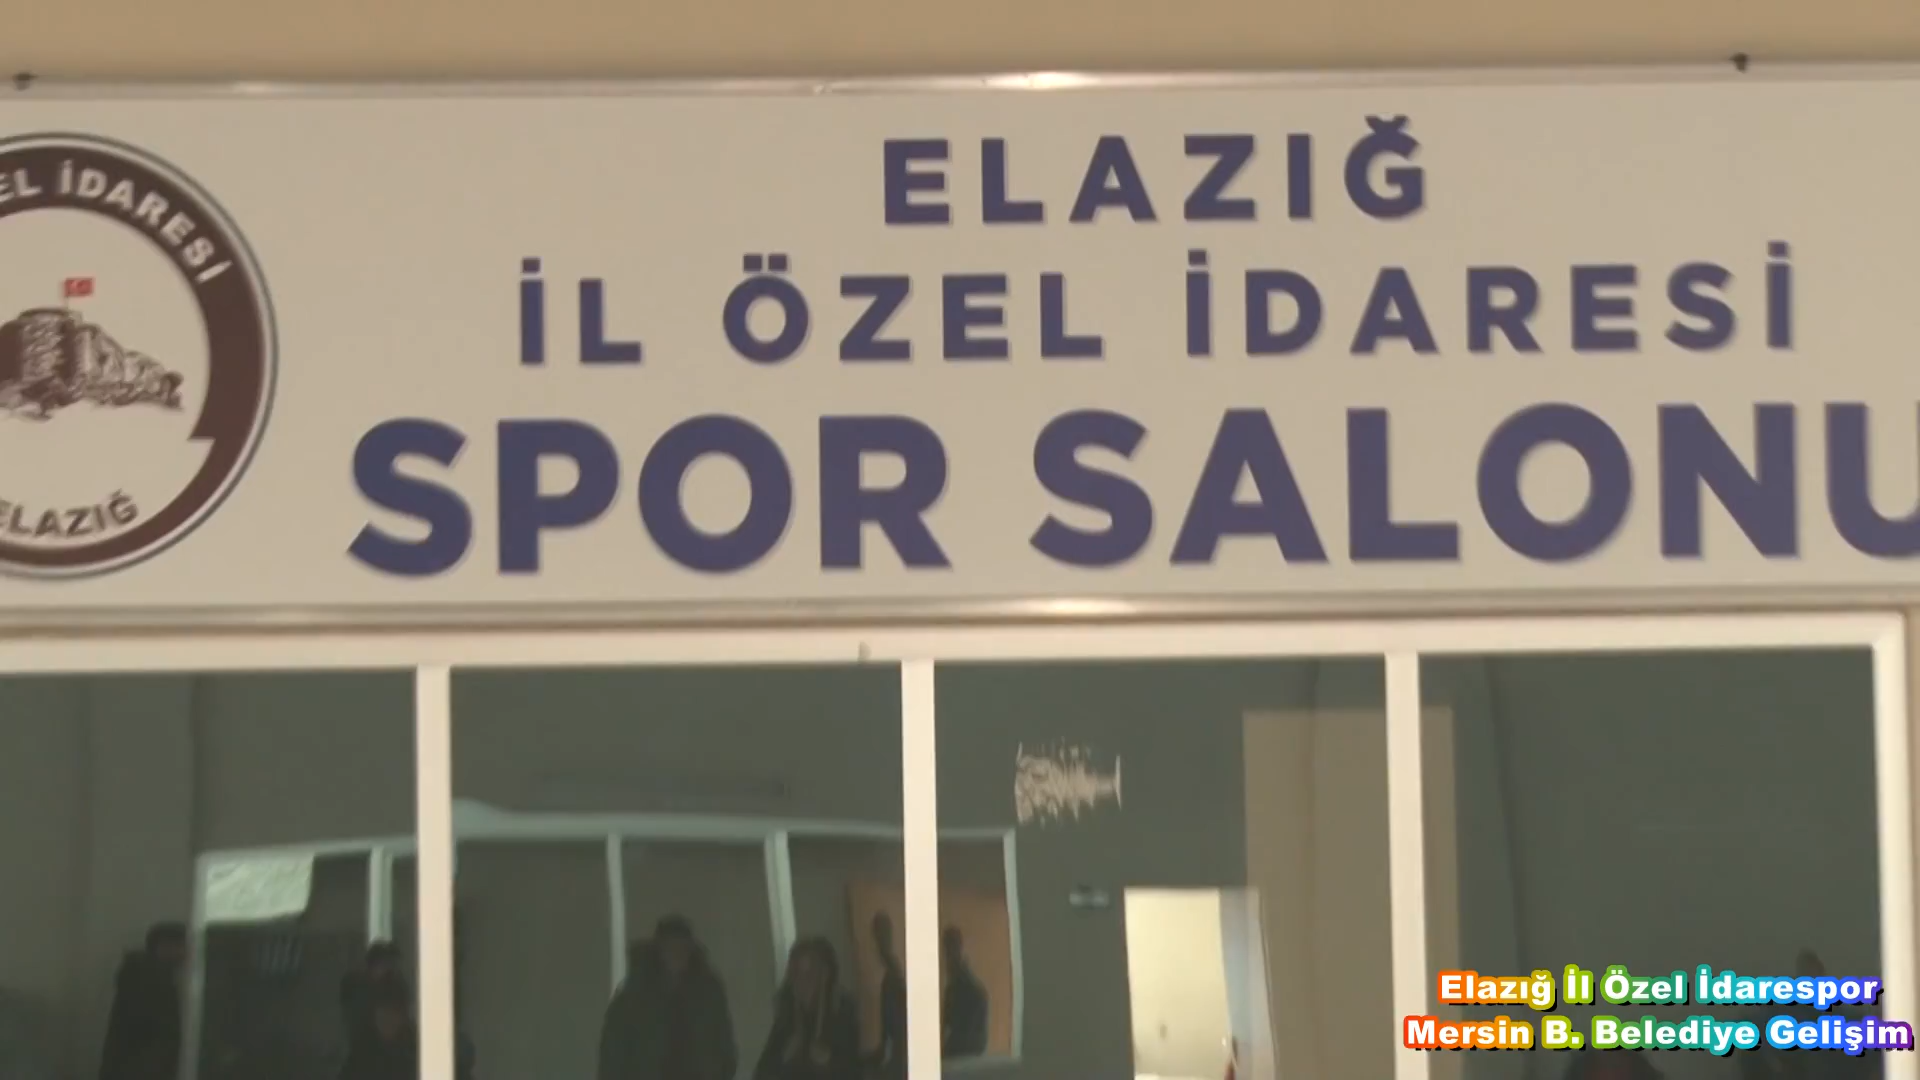 EL İDARESİ
ELAZIĞ
ELAZIĞ
İL ÖZEL İDARESİ
SPOR SALONU
Elazığ İl Özel İdarespor
Mersin B. Belediye Gelişim